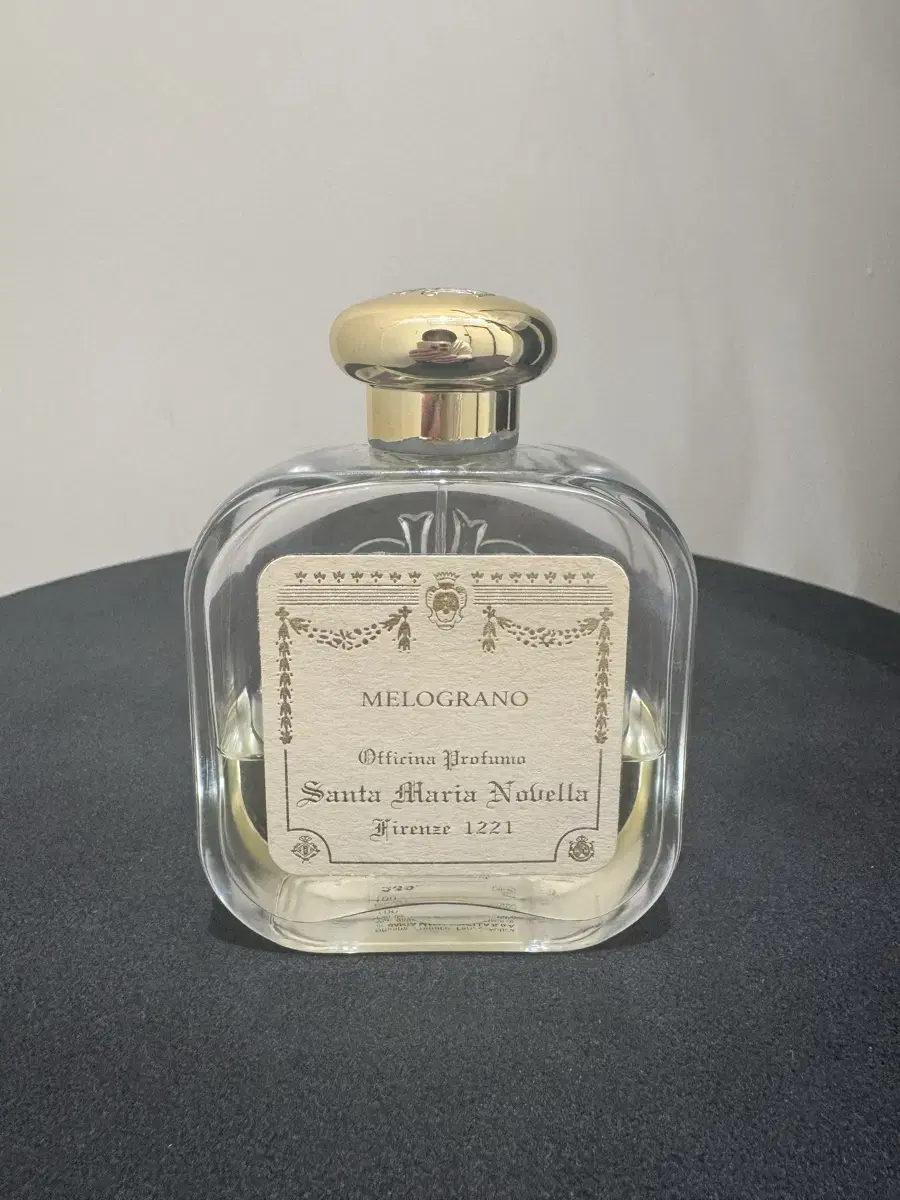 MELOGRANO
Officina Profumo
Santa Maria Novella
Firenze 1221